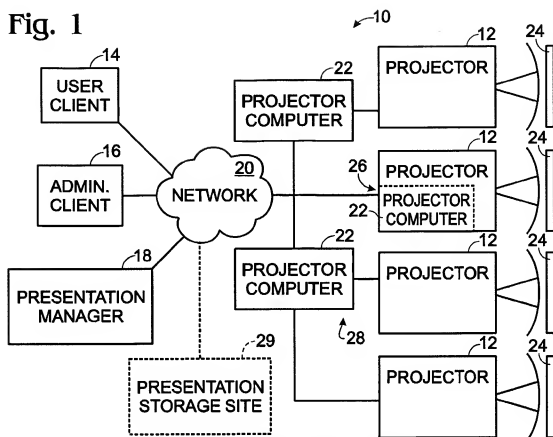 Fig. 1
10
14
USER
CLIENT
16
ADMIN.
CLIENT
18
PRESENTATION
MANAGER
20
NETWORK
29
PRESENTATION
STORAGE SITE
22
PROJECTOR
COMPUTER
12
PROJECTOR
24
12
PROJECTOR
24
26
PROJECTOR
COMPUTER
22
22
PROJECTOR
COMPUTER
28
12
PROJECTOR
24
12
PROJECTOR
24